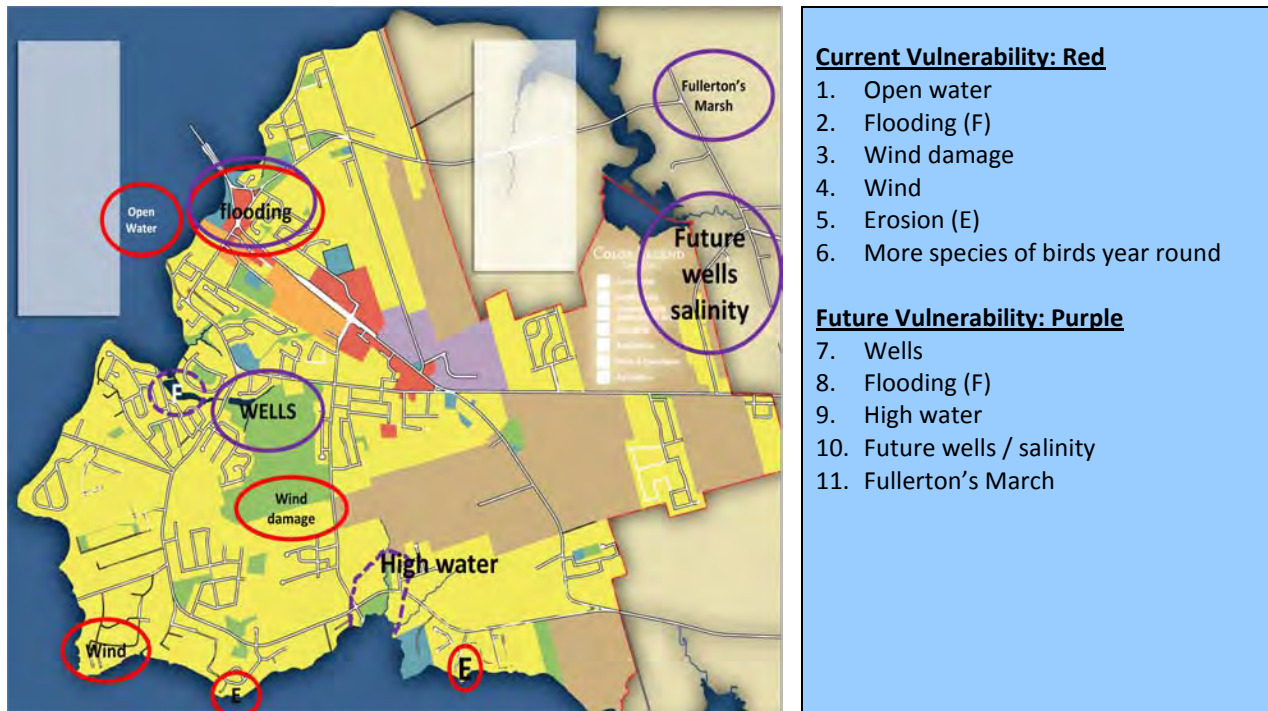 Fullerton's
Marsh
Open
Water
flooding
Future
wells
salinity
COLOR LEGEND
F
WELLS
Wind
damage
High water
Wind
E
E
Current Vulnerability: Red
1. Open water
2. Flooding (F)
3. Wind damage
4. Wind
5. Erosion (E)
6. More species of birds year round
Future Vulnerability: Purple
7. Wells
8. Flooding (F)
9. High water
10. Future wells / salinity
11. Fullerton's March